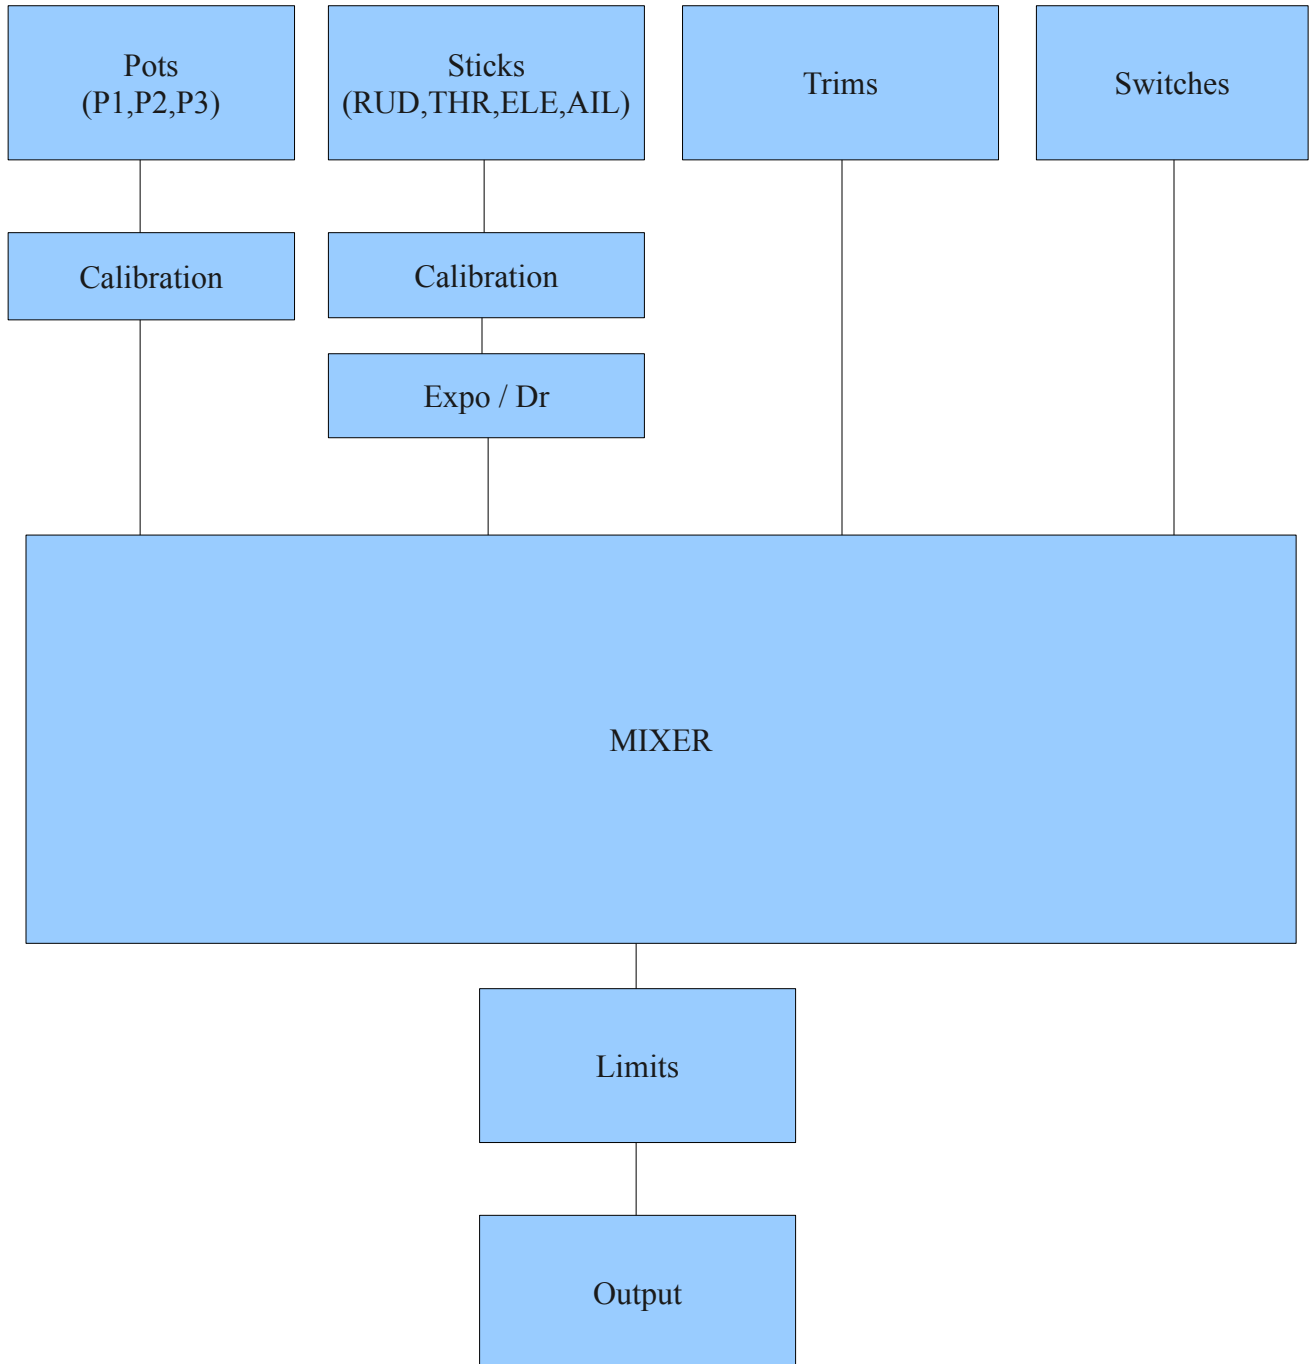 Pots
(P1,P2,P3)
Sticks
(RUD,THR,ELE,AIL)
Trims
Switches
Calibration
Calibration
Expo / Dr
MIXER
Limits
Output